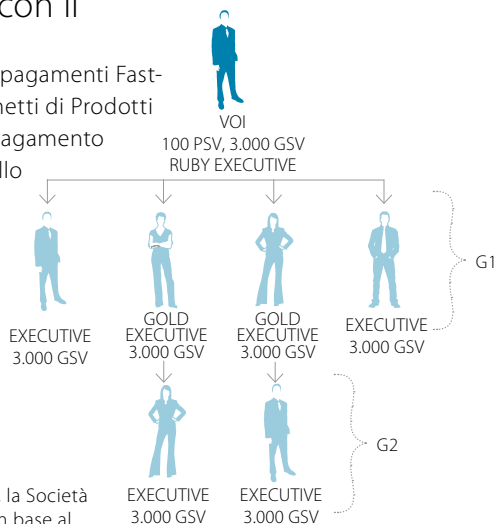 con il
pagamenti Fast-
netti di Prodotti
agamento
llo
VOI
100 PSV, 3.000 GSV
RUBY EXECUTIVE
G1
EXECUTIVE
3.000 GSV
GOLD
EXECUTIVE
3.000 GSV
GOLD
EXECUTIVE
3.000 GSV
EXECUTIVE
3.000 GSV
G2
EXECUTIVE
3.000 GSV
EXECUTIVE
3.000 GSV
la Società
n base al